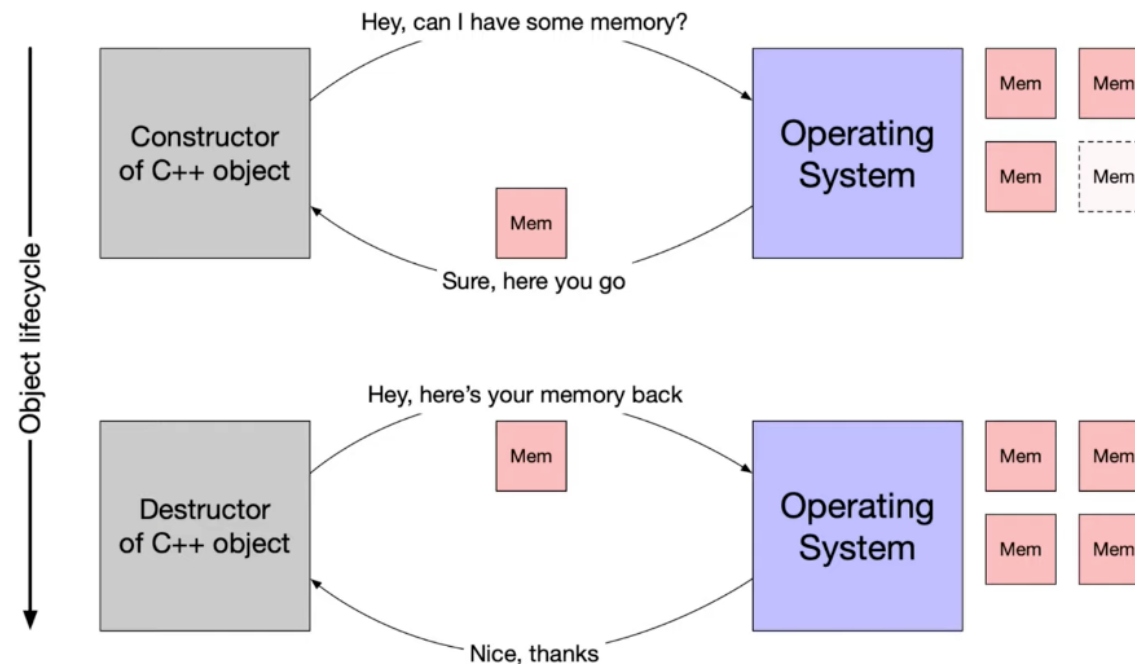 Hey, can I have some memory?
Constructor
of C++ object
Operating
System
Mem
Mem
Mem
Mem
Mem
Sure, here you go
Object lifecycle
Hey, here's your memory back
Destructor
of C++ object
Mem
Operating
System
Mem
Mem
Mem
Mem
Nice, thanks